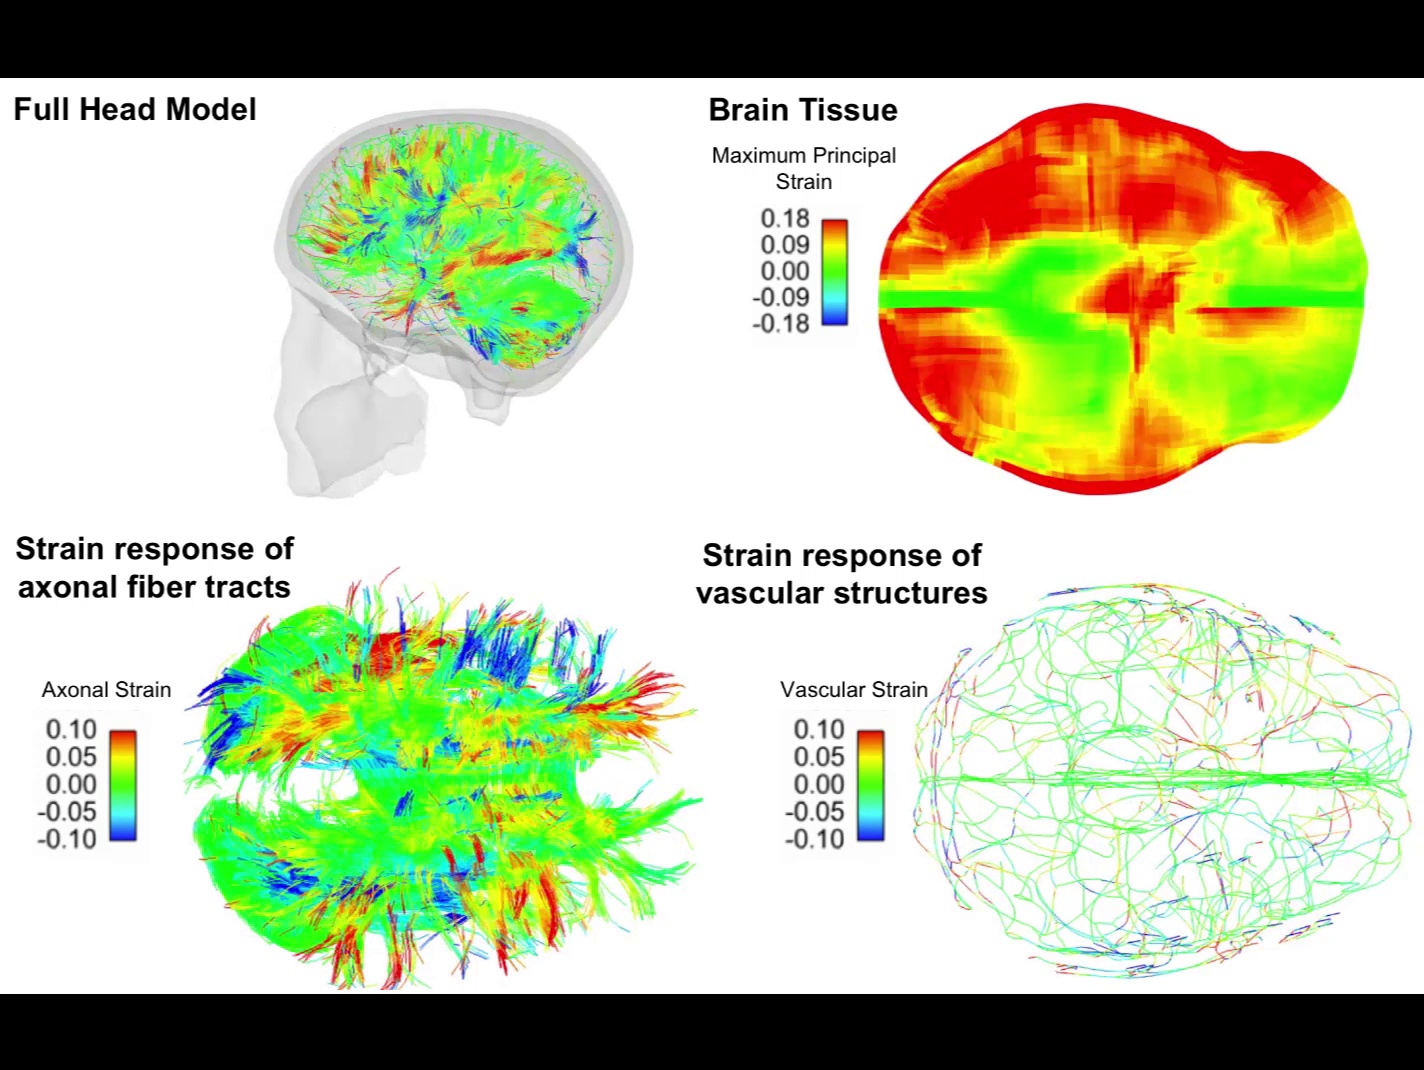 Full Head Model
Brain Tissue
Maximum Principal
Strain
0.18
0.09
0.00
-0.09
-0.18
Strain response of
axonal fiber tracts
Axonal Strain
0.10
0.05
0.00
-0.05
-0.10
Strain response of
vascular structures
Vascular Strain
0.10
0.05
0.00
-0.05
-0.10